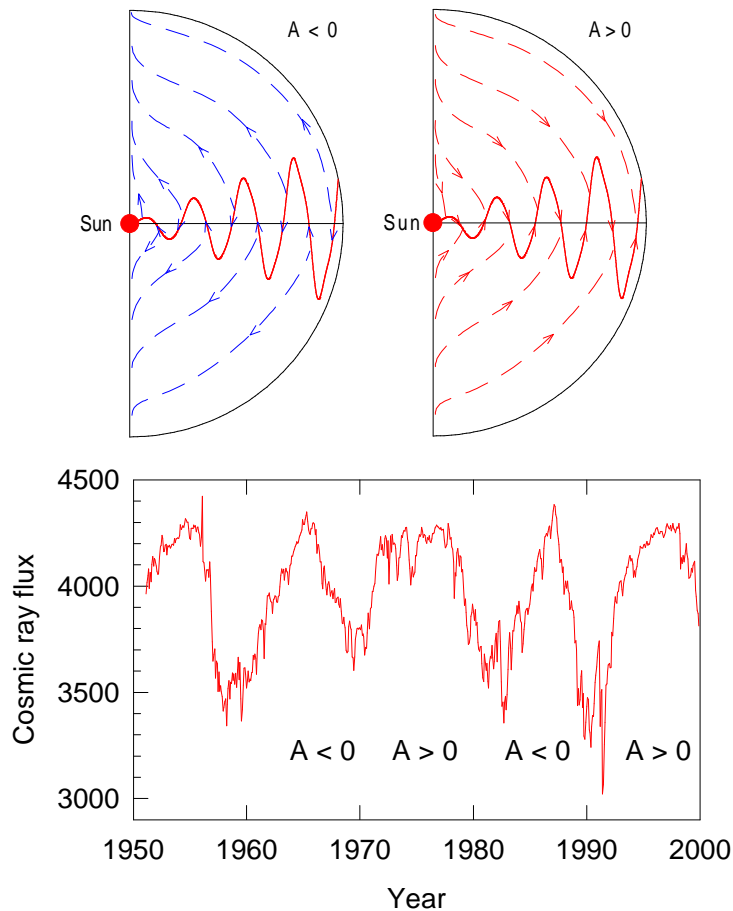 A < 0
A > 0
Sun
Sun
4500
4000
3500
3000
Cosmic ray flux
A < 0
A > 0
A < 0
A > 0
1950
1960
1970
1980
1990
2000
Year